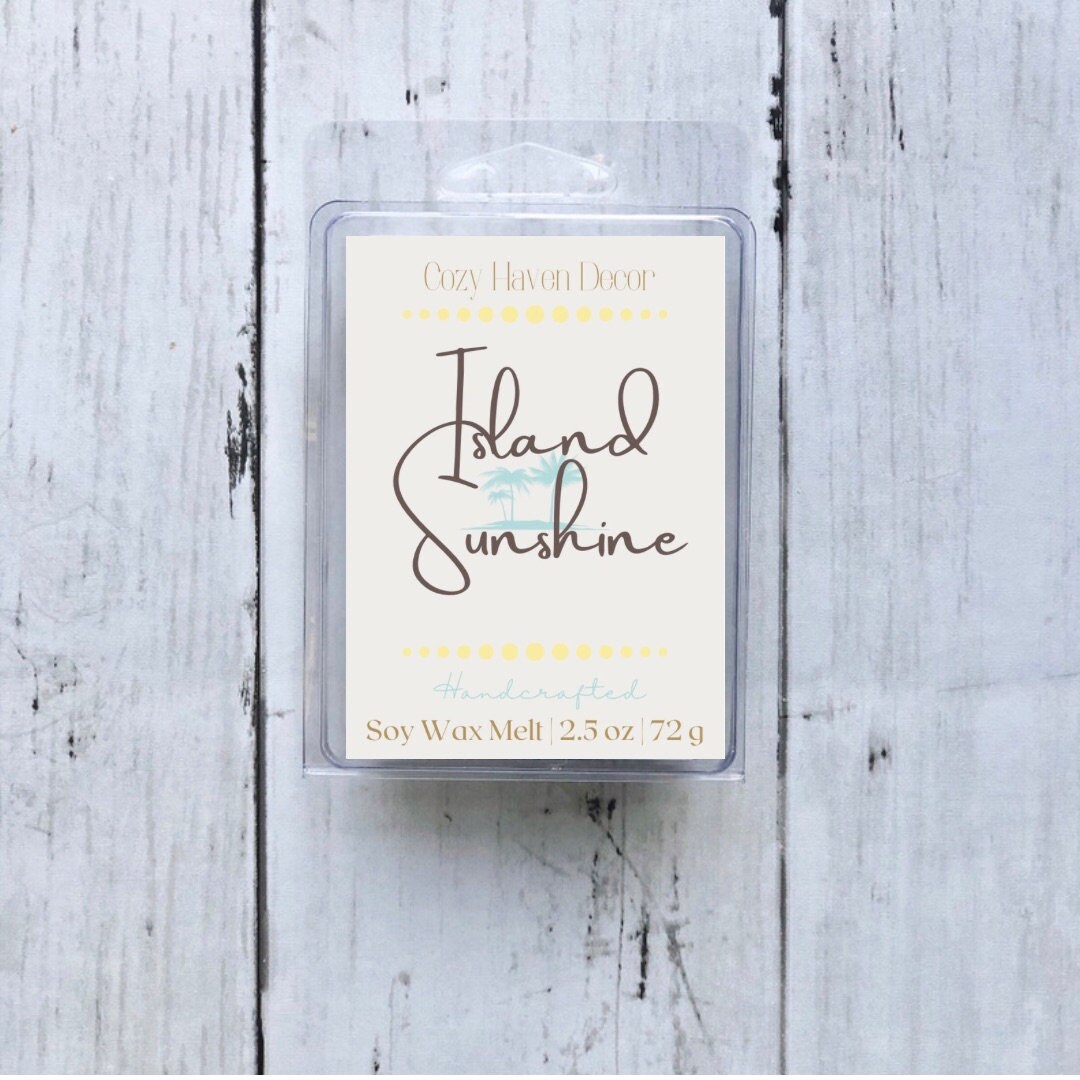 Cozy Haven Decor
Island
Sunshine
Handcrafted
Soy Wax Melt | 2.5 oz | 72 g